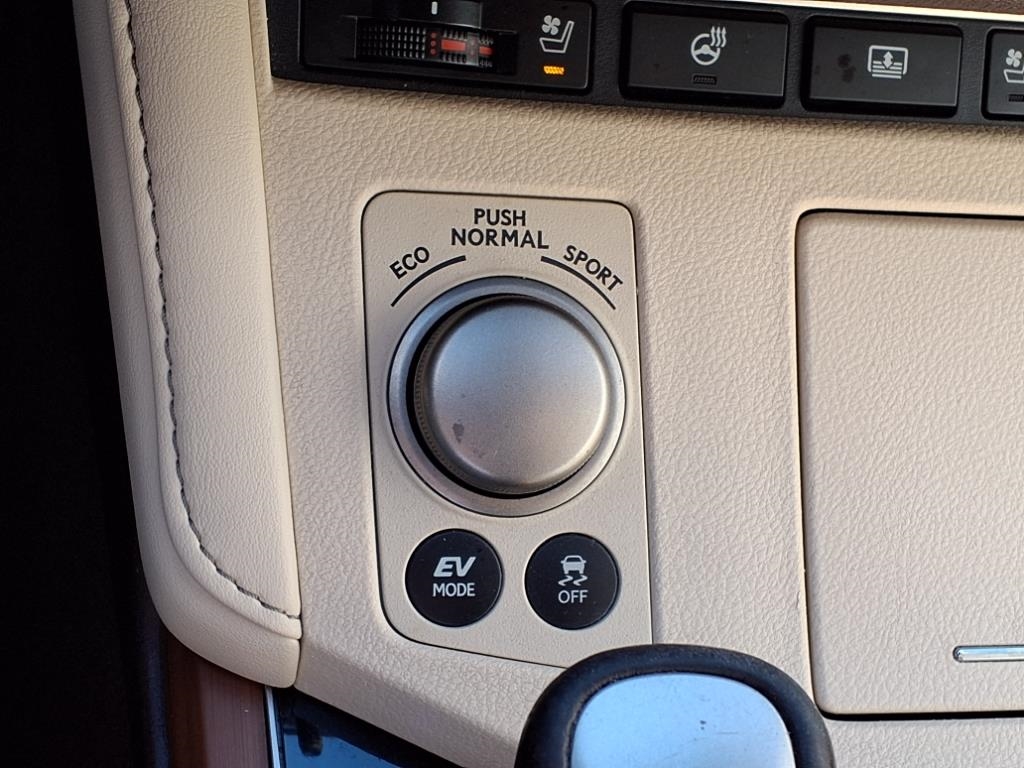 PUSH
NORMAL
ECO
SPORT
EV
MODE
OFF